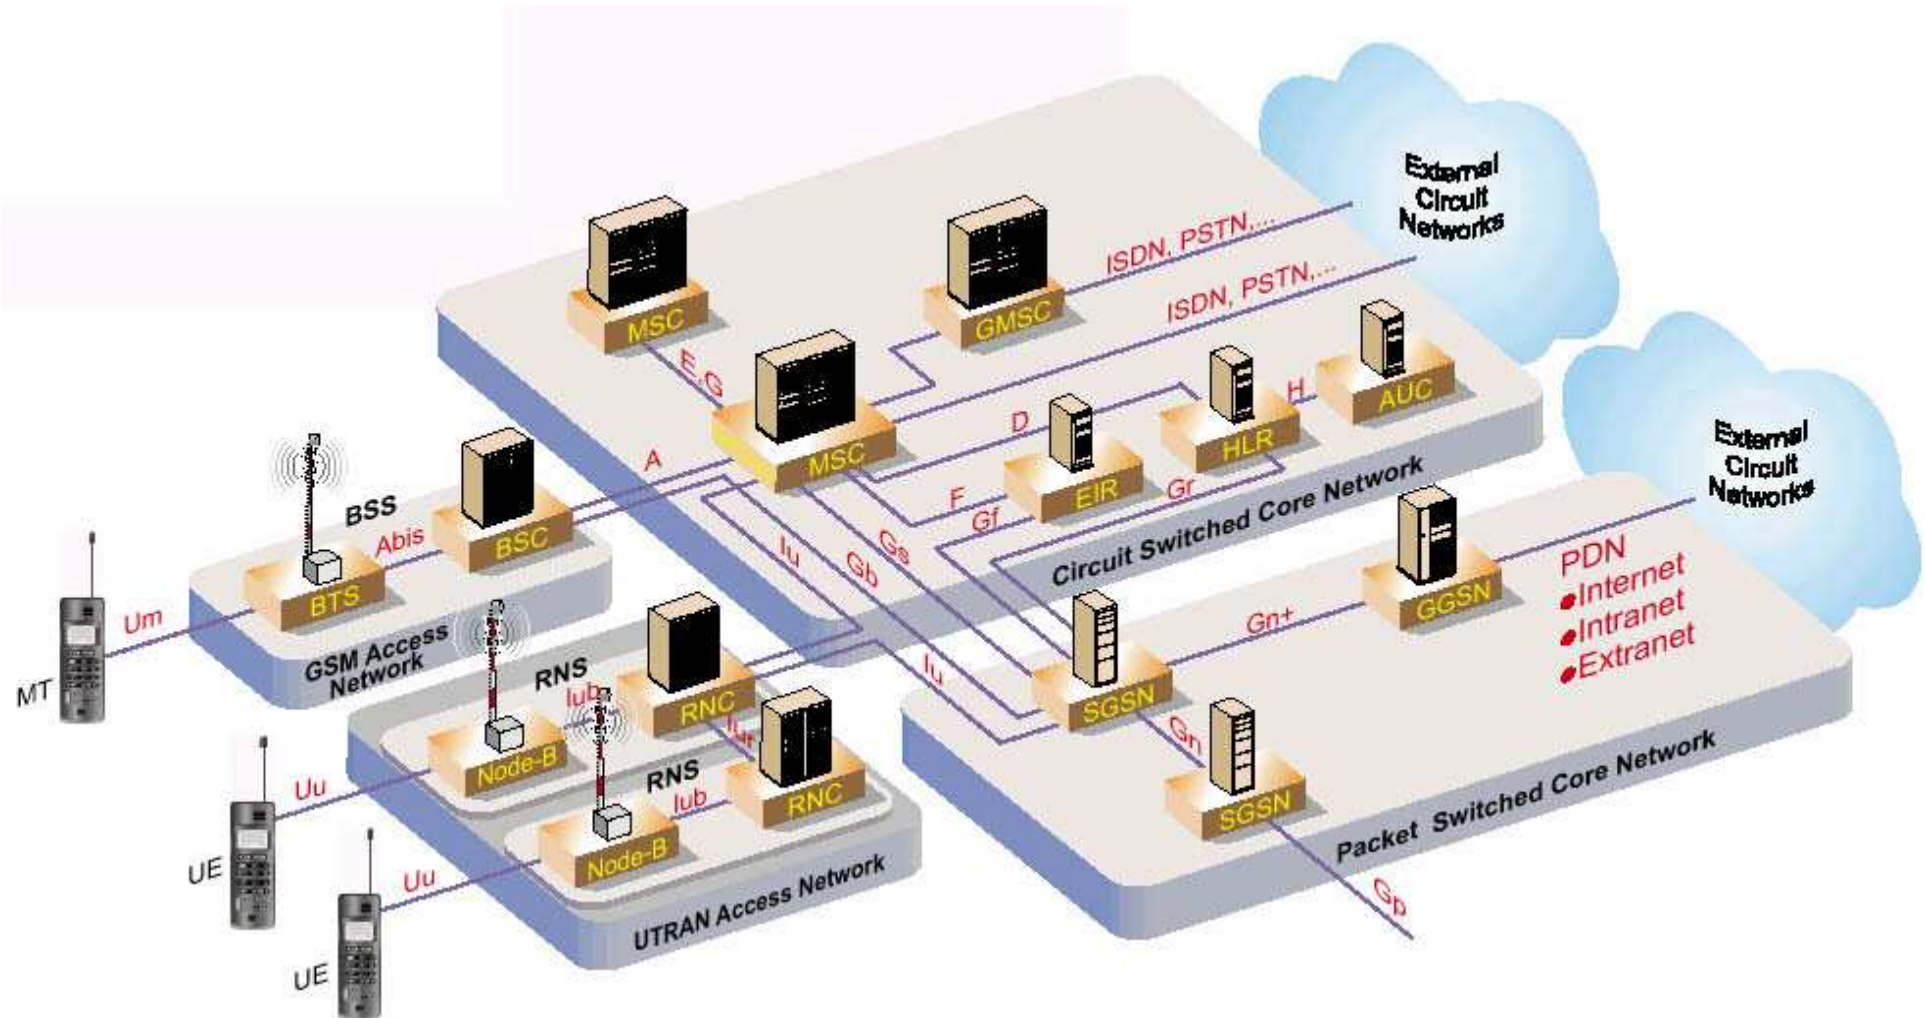 External
Circuit
Networks
ISDN, PSTN,...
ISDN, PSTN,...
MSC
GMSC
E,G
AUC
H
HLR
D
MSC
A
EIR
F
Gr
Gf
Circuit Switched Core Network
External
Circuit
Networks
BSS
BSC
Abis
BTS
Um
MT
GSM Access
Network
Iu
Gb
Gs
PDN
•Internet
•Intranet
•Extranet
GGSN
Gn+
SGSN
Iu
Gn
SGSN
Gp
Packet Switched Core Network
RNS
Iub
RNC
Iur
Node-B
RNS
Iub
RNC
Node-B
Uu
UE
Uu
UE
UTRAN Access Network